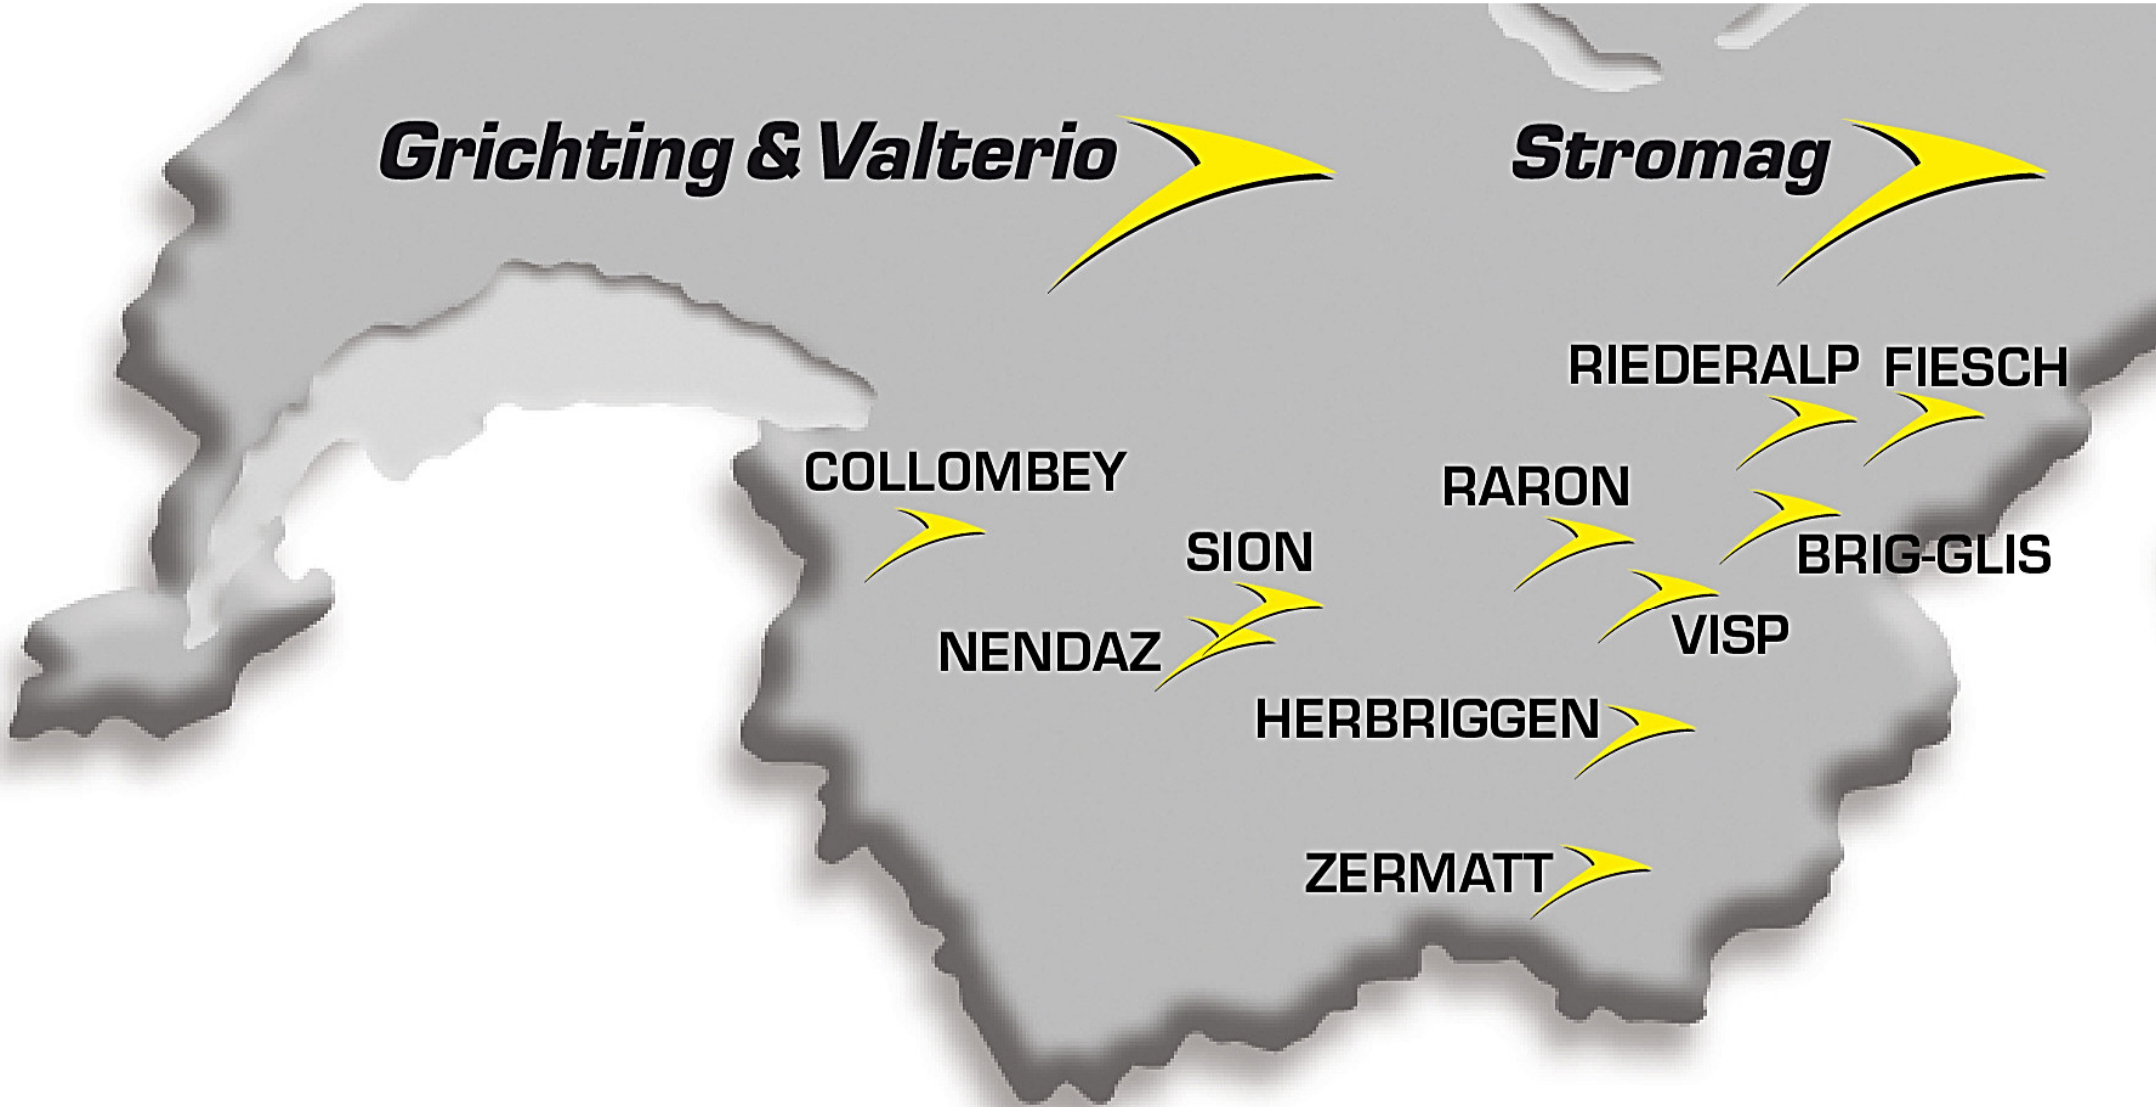 Grichting & Valterio
Stromag
RIEDERALP
FIESCH
COLLOMBEY
RARON
SION
BRIG-GLIS
NENDAZ
VISP
HERBRIGGEN
ZERMATT